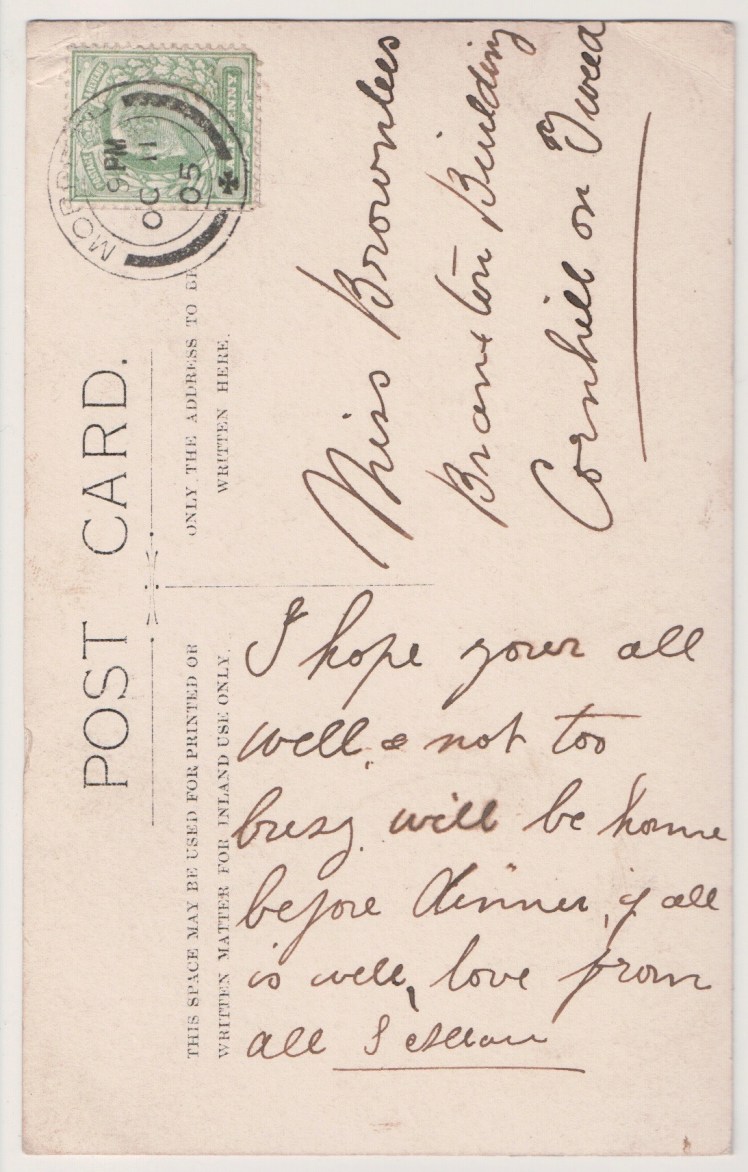 POST CARD.
THIS SPACE MAY BE USED FOR PRINTED OR
WRITTEN MATTER FOR INLAND USE ONLY.
ONLY THE ADDRESS TO BE
WRITTEN HERE.
9 PM
OC 11
05
I hope your all
well & not too
busy will be home
before dinner, if all
is well, love from
all
Miss Brownlees
Branxton Building
Cornhill on Tweed